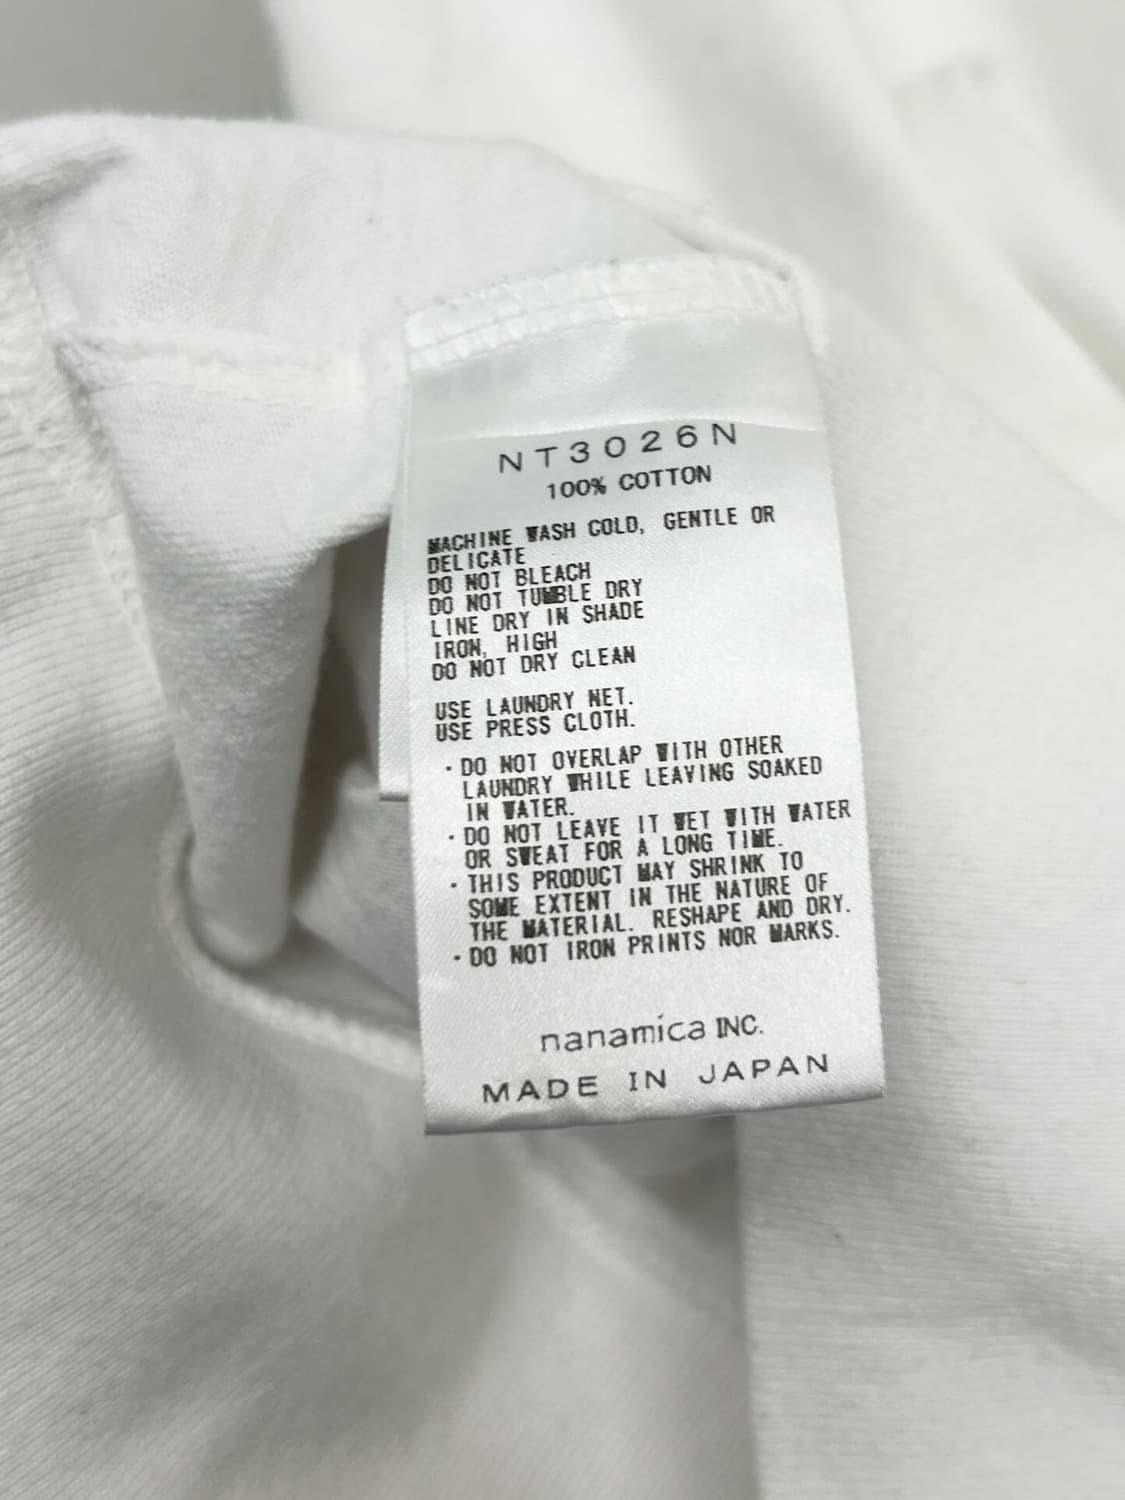 NT3026N
100% COTTON
MACHINE WASH COLD, GENTLE OR
DELICATE
DO NOT BLEACH
DO NOT TUMBLE DRY
LINE DRY IN SHADE
IRON, HIGH
DO NOT DRY CLEAN
USE LAUNDRY NET.
USE PRESS CLOTH.
・DO NOT OVERLAP WITH OTHER
LAUNDRY WHILE LEAVING SOAKED
IN WATER.
・DO NOT LEAVE IT WET WITH WATER
OR SWEAT FOR A LONG TIME.
・THIS PRODUCT MAY SHRINK TO
SOME EXTENT IN THE NATURE OF
THE MATERIAL. RESHAPE AND DRY.
・DO NOT IRON PRINTS NOR MARKS.
nanamica INC.
MADE IN JAPAN